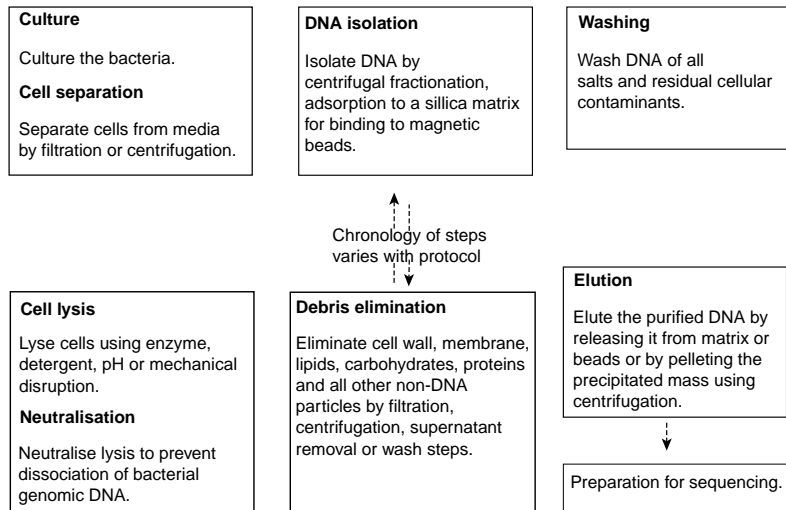 Culture
Culture the bacteria.
Cell separation
Separate cells from media
by filtration or centrifugation.
Cell lysis
Lyse cells using enzyme,
detergent, pH or mechanical
disruption.
Neutralisation
Neutralise lysis to prevent
dissociation of bacterial
genomic DNA.
DNA isolation
Isolate DNA by
centrifugal fractionation,
adsorption to a sillica matrix
for binding to magnetic
beads.
Chronology of steps
varies with protocol
Debris elimination
Eliminate cell wall, membrane,
lipids, carbohydrates, proteins
and all other non-DNA
particles by filtration,
centrifugation, supernatant
removal or wash steps.
Washing
Wash DNA of all
salts and residual cellular
contaminants.
Elution
Elute the purified DNA by
releasing it from matrix or
beads or by pelleting the
precipitated mass using
centrifugation.
Preparation for sequencing.